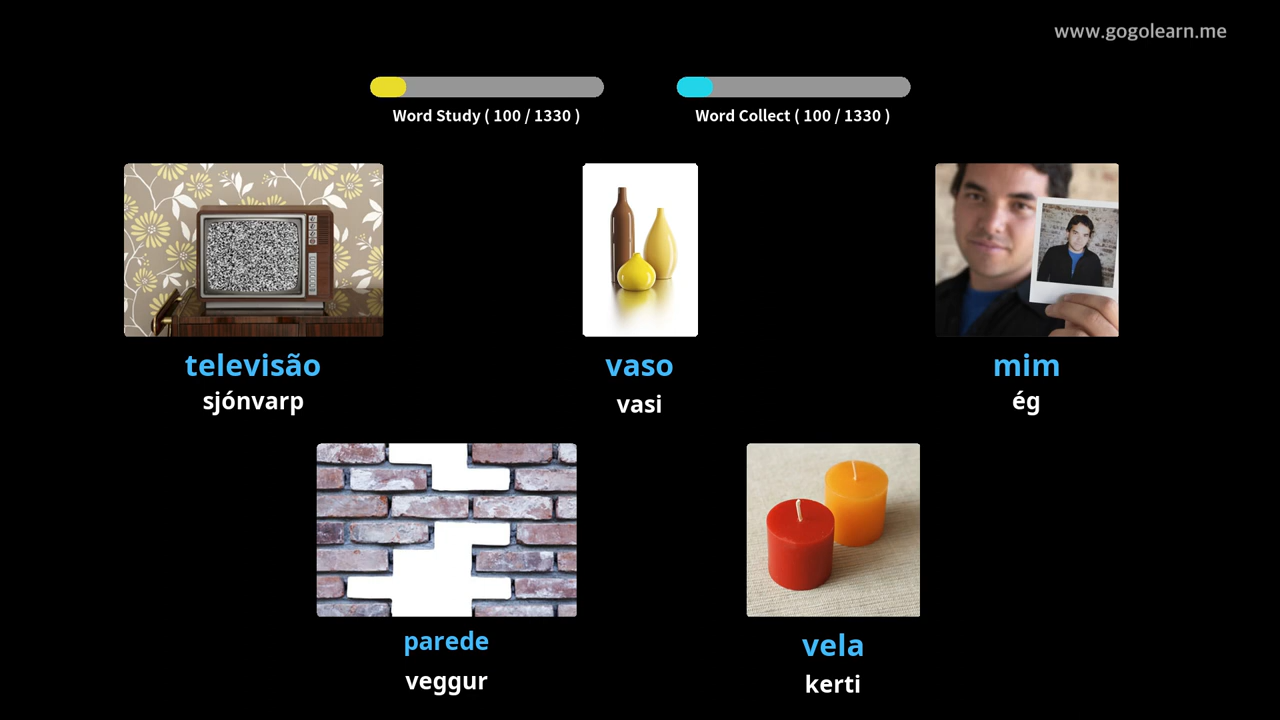 www.gogolearn.me
Word Study ( 100 / 1330 )
Word Collect ( 100 / 1330 )
televisão
sjónvarp
vaso
vasi
mim
ég
parede
veggur
vela
kerti